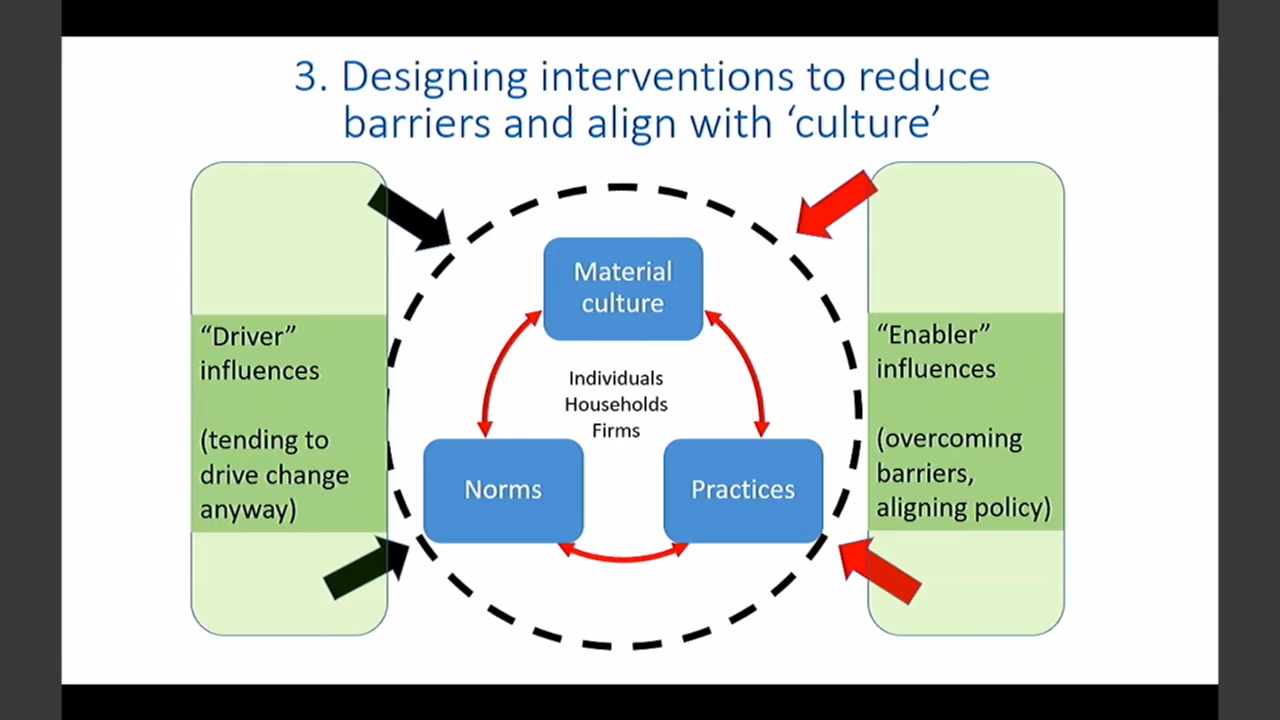 3. Designing interventions to reduce
barriers and align with ‘culture’
“Driver”
influences
(tending to
drive change
anyway)
Material
culture
Individuals
Households
Firms
Norms
Practices
“Enabler”
influences
(overcoming
barriers,
aligning policy)